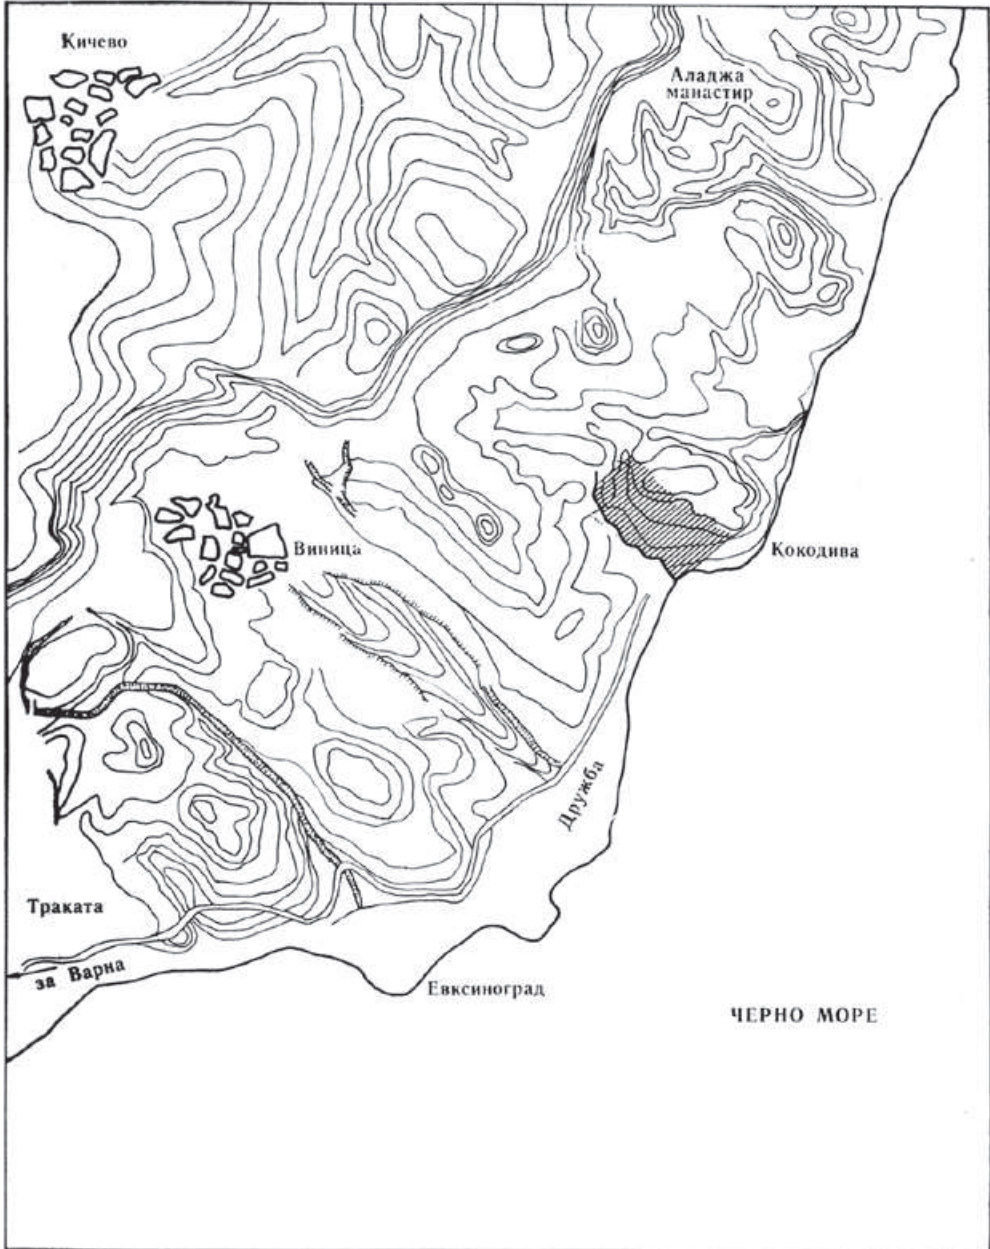 Кичево
Аладжа
манастир
Виница
Кокодива
Дружба
Траката
за Варна
Евксиноград
ЧЕРНО МОРЕ